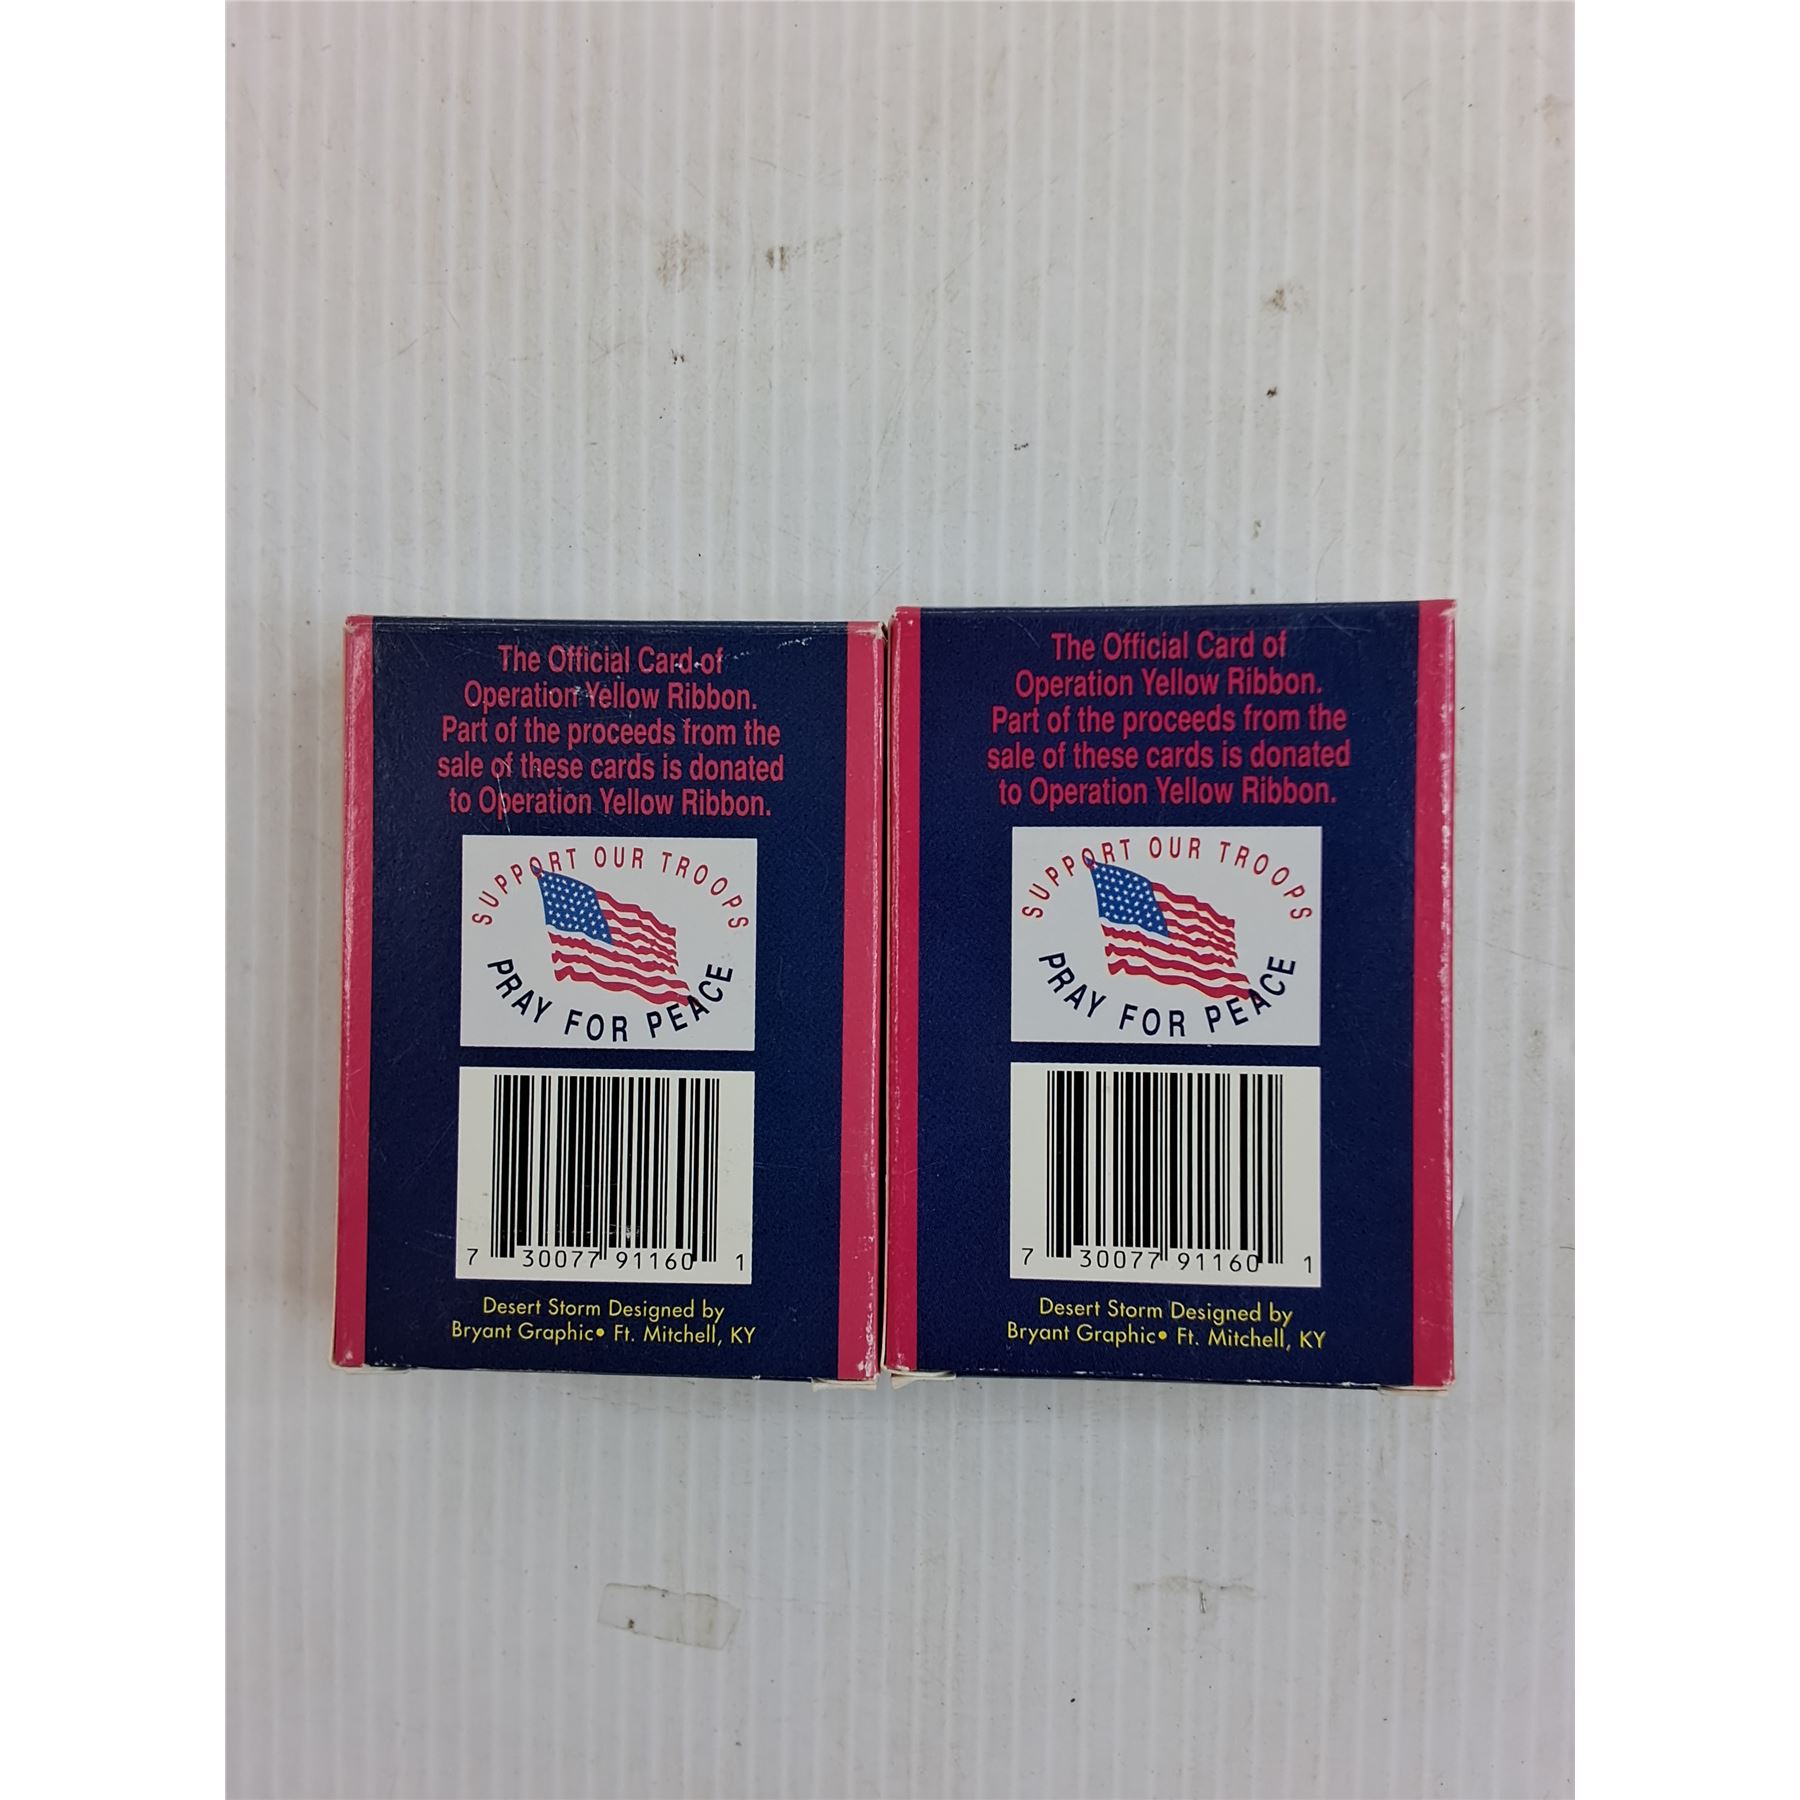 The Official Card of
Operation Yellow Ribbon.
Part of the proceeds from the
sale of these cards is donated
to Operation Yellow Ribbon.
SUPPORT OUR TROOPS
PRAY FOR PEACE
7 30077 91160 1
Desert Storm Designed by
Bryant Graphic• Ft. Mitchell, KY
The Official Card of
Operation Yellow Ribbon.
Part of the proceeds from the
sale of these cards is donated
to Operation Yellow Ribbon.
SUPPORT OUR TROOPS
PRAY FOR PEACE
7 30077 91160 1
Desert Storm Designed by
Bryant Graphic• Ft. Mitchell, KY